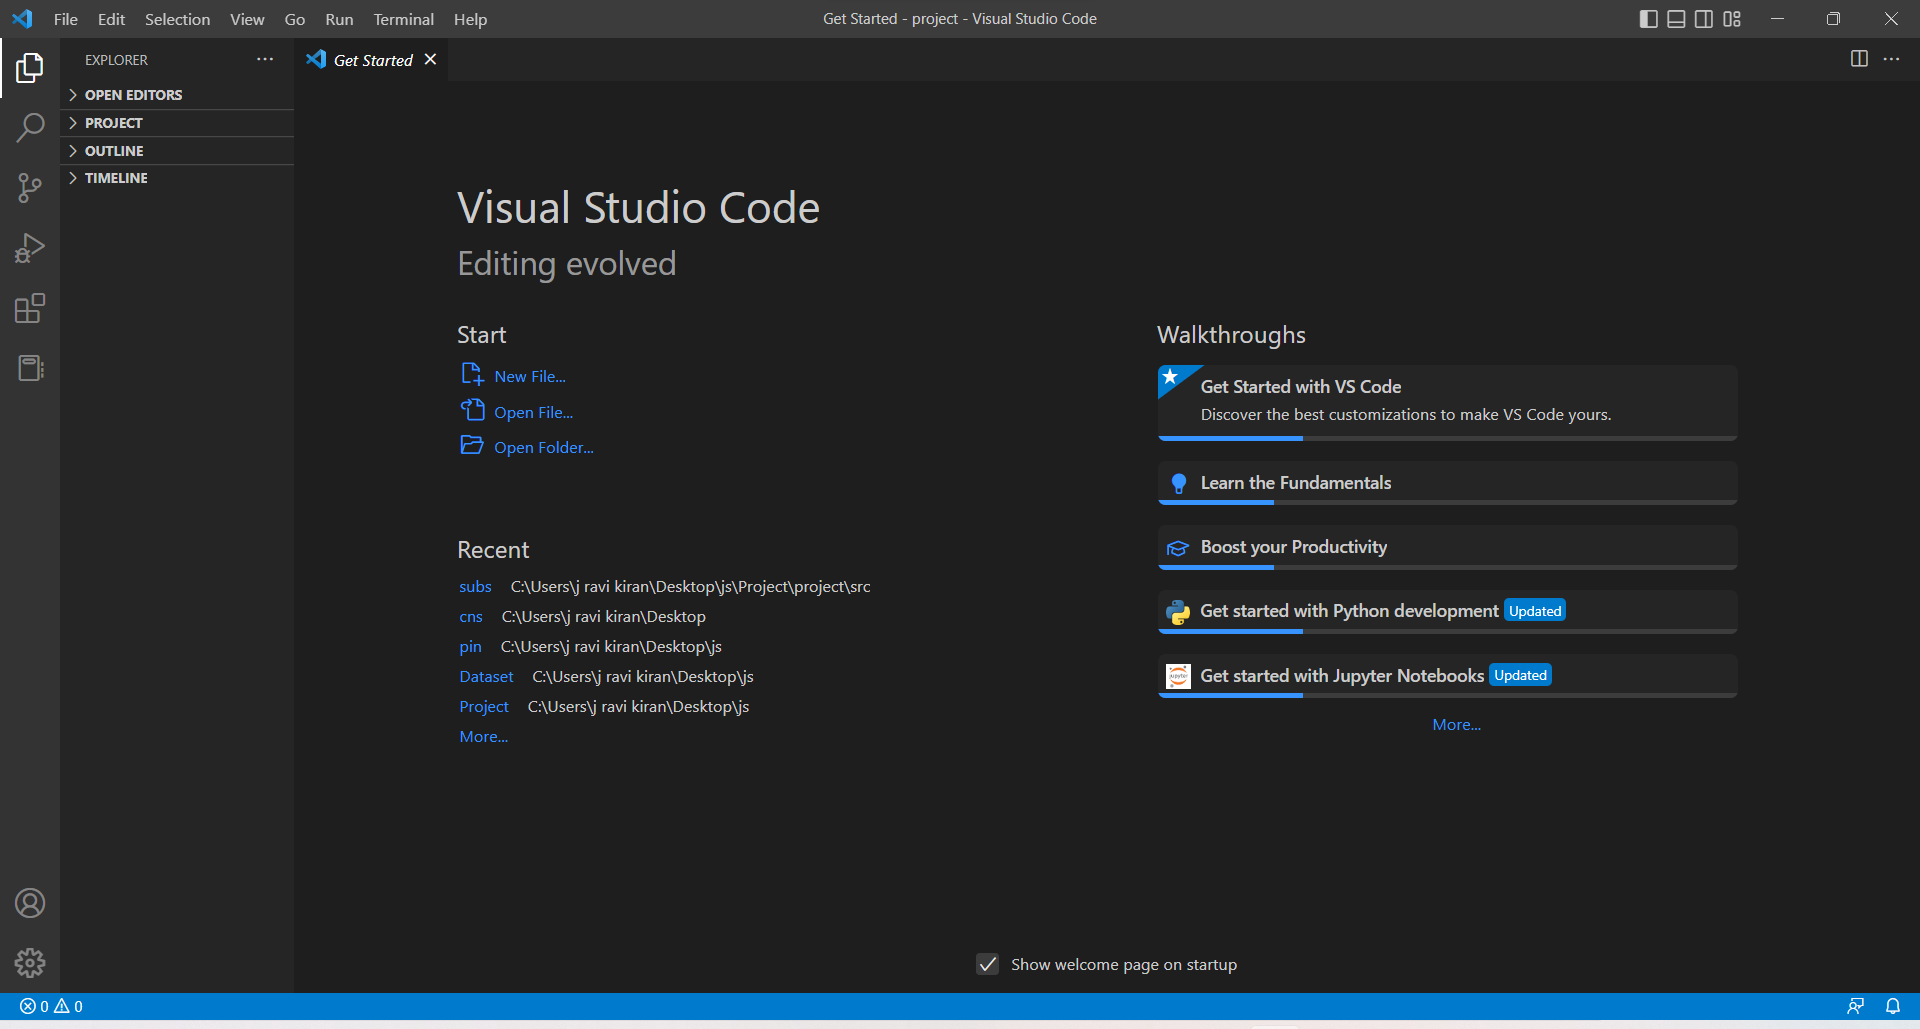 File Edit Selection View Go Run Terminal Help
Get Started - project - Visual Studio Code
EXPLORER
OPEN EDITORS
PROJECT
OUTLINE
TIMELINE
Get Started
Visual Studio Code
Editing evolved
Start
New File...
Open File...
Open Folder...
Recent
subs C:\Users\j ravi kiran\Desktop\js\Project\project\src
cns C:\Users\j ravi kiran\Desktop
pin C:\Users\j ravi kiran\Desktop\js
Dataset C:\Users\j ravi kiran\Desktop\js
Project C:\Users\j ravi kiran\Desktop\js
More...
Walkthroughs
Get Started with VS Code
Discover the best customizations to make VS Code yours.
Learn the Fundamentals
Boost your Productivity
Get started with Python development Updated
jupyter
Get started with Jupyter Notebooks Updated
More...
Show welcome page on startup
0 0